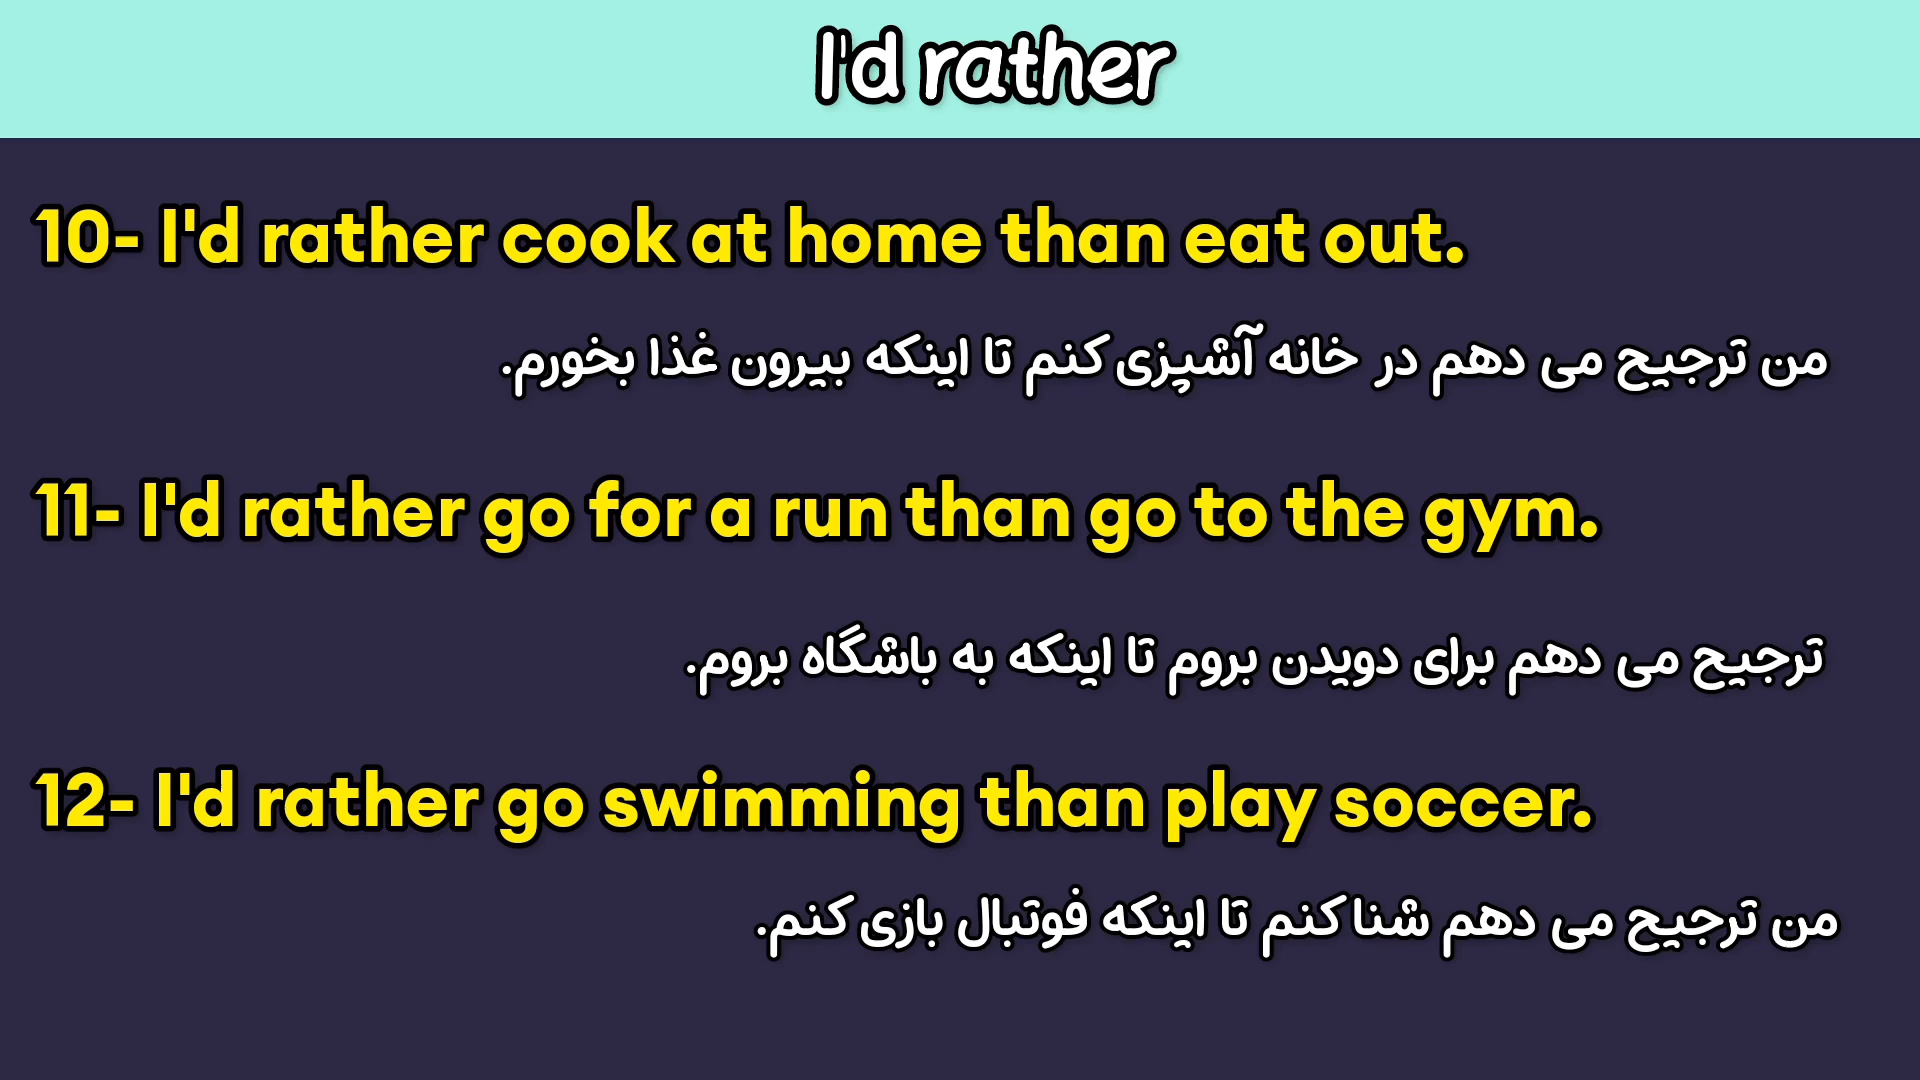 I'd rather
10- I'd rather cook at home than eat out.
من ترجیح می دهم در خانه آشپزی کنم تا اینکه بیرون غذا بخورم.
11- I'd rather go for a run than go to the gym.
ترجیح می دهم برای دویدن بروم تا اینکه به باشگاه بروم.
12- I'd rather go swimming than play soccer.
من ترجیح می دهم شنا کنم تا اینکه فوتبال بازی کنم.